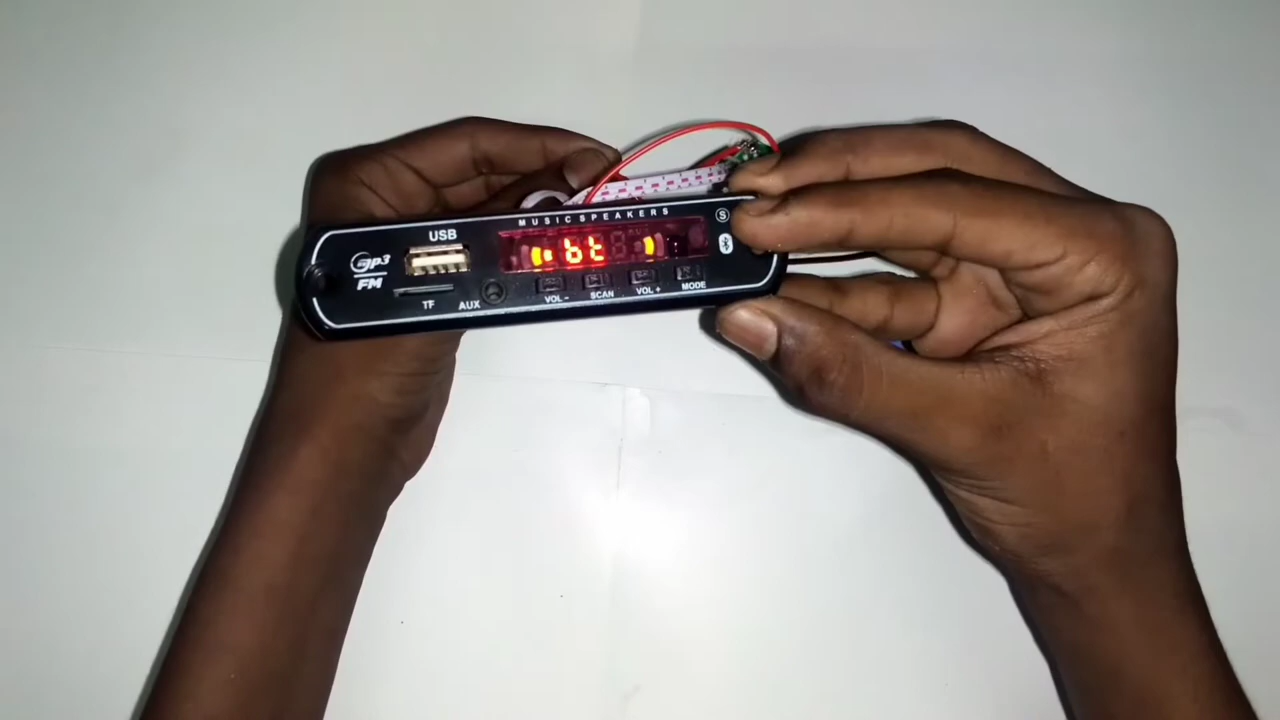 MUSIC SPEAKERS
S
USB
MP3
FM
bt
TF
AUX
VOL -
SCAN
VOL +
MODE